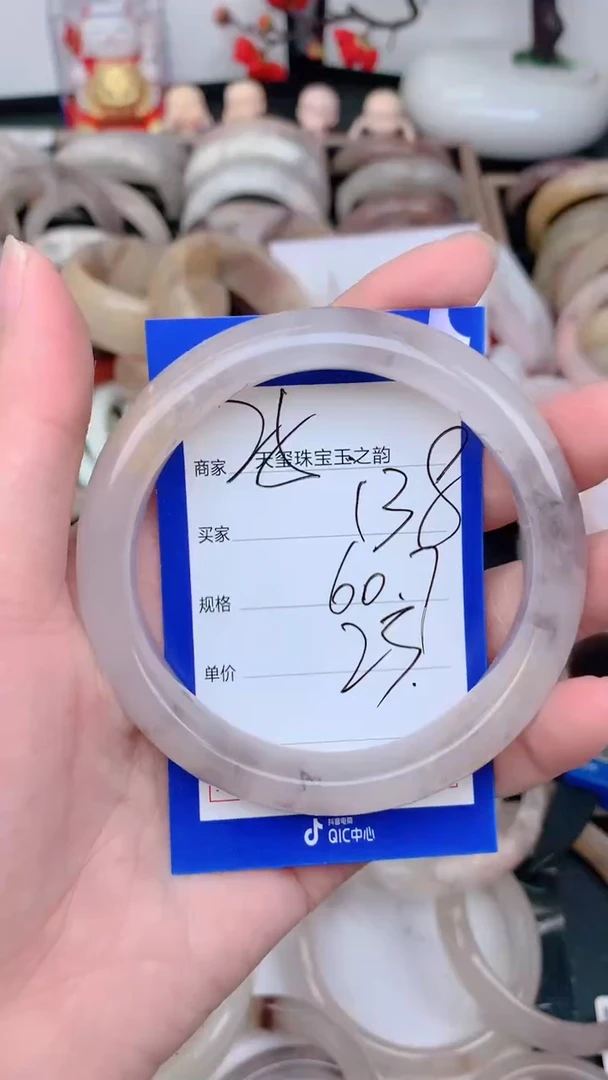 商家 天玺珠宝玉之韵
买家 138
规格 60.7
单价 25.
抖音电商
QIC中心